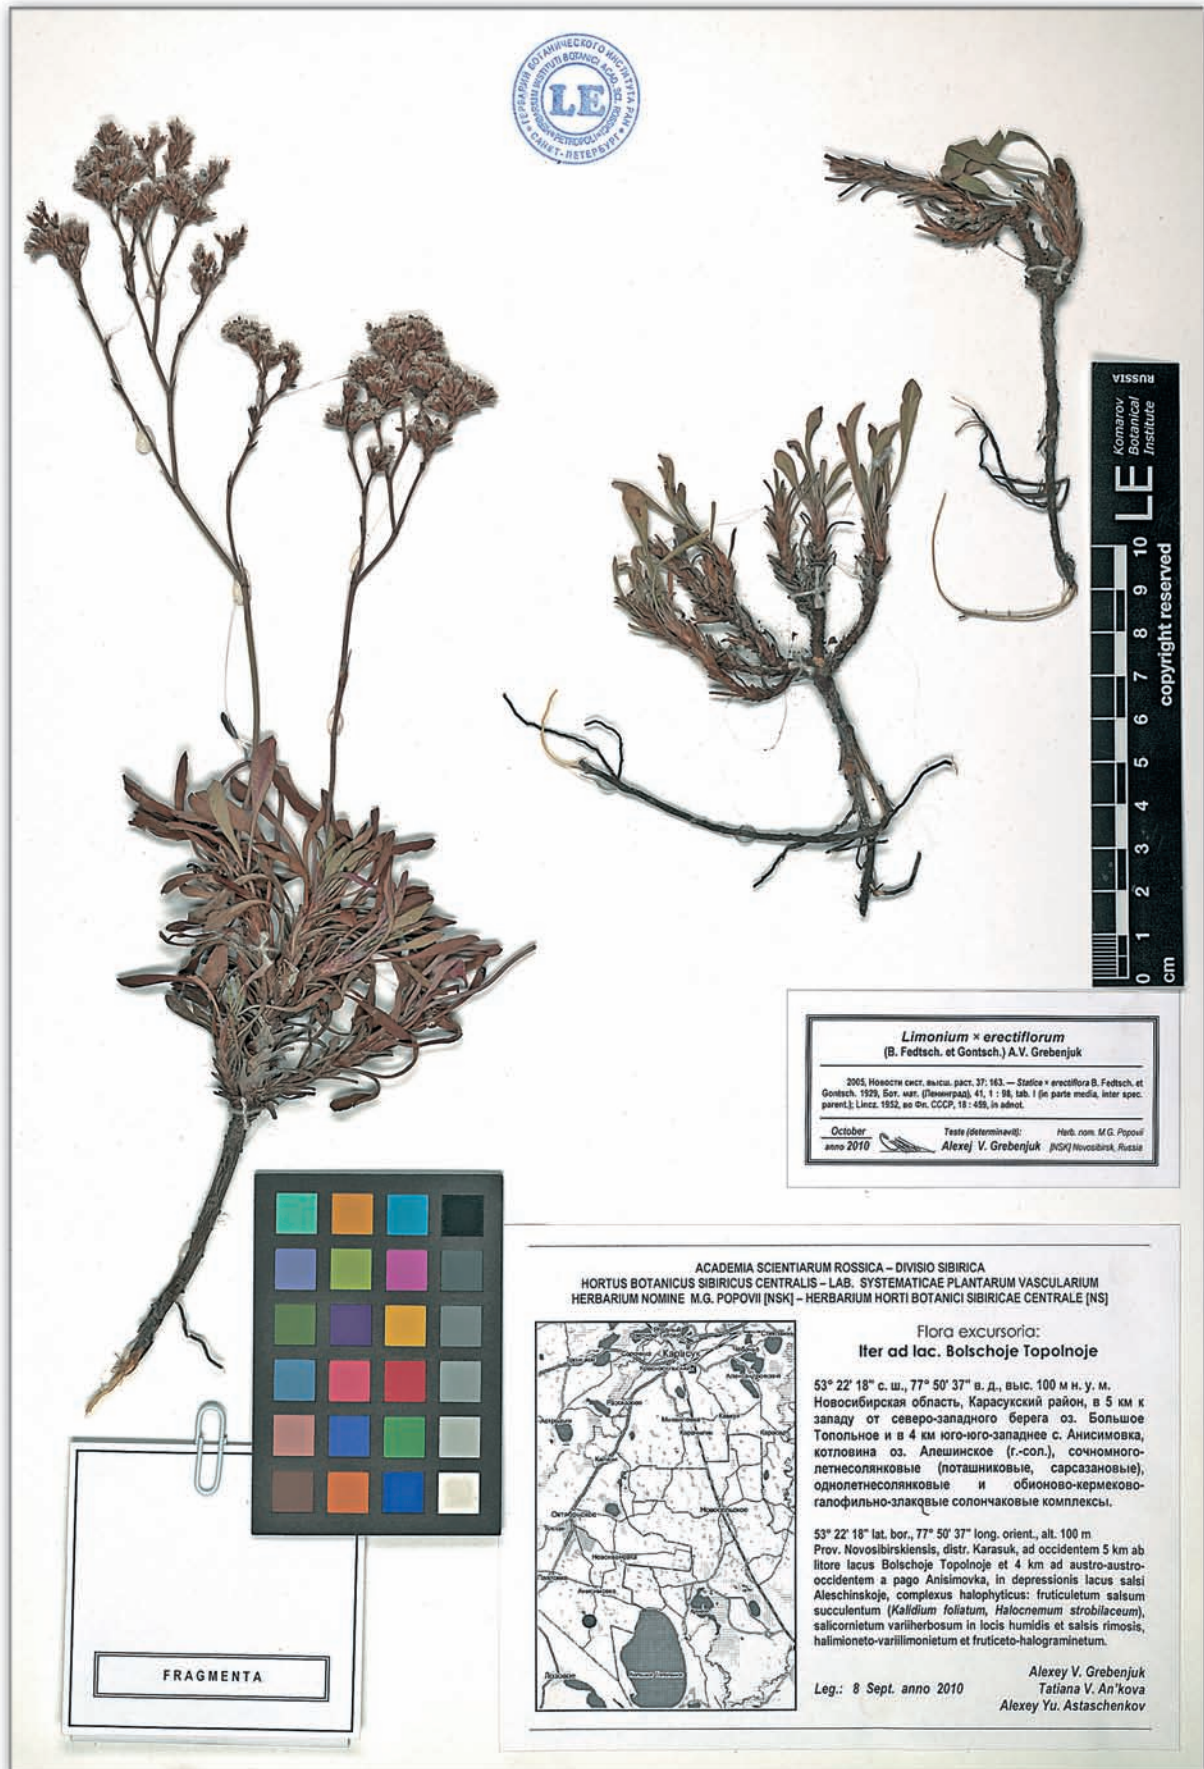 ГЕРБАРИЙ БОТАНИЧЕСКОГО ИНСТИТУТА РАН
САНКТ-ПЕТЕРБУРГ
LE
RUSSIA
LE Komarov
Botanical
Institute
copyright reserved
0 1 2 3 4 5 6 7 8 9 10
cm
Limonium × erectiflorum
(B. Fedtsch. et Gontsch.) A.V. Grebenjuk
2005, Новости сист. высш. раст. 37: 163. — Statice × erectiflora B. Fedtsch. et
Gontsch. 1929, Бот. мат. (Ленинград), 41, 1 : 98, tab. I (in parte media, inter spec.
parent.); Lincz. 1952, во Фл. СССР, 18 : 459, in adnot.
October
anno 2010
Teste (determinavit):
Alexej V. Grebenjuk
Herb. nom. M.G. Popovii
[NSK] Novosibirsk, Russia
ACADEMIA SCIENTIARUM ROSSICA – DIVISIO SIBIRICA
HORTUS BOTANICUS SIBIRICUS CENTRALIS – LAB. SYSTEMATICAE PLANTARUM VASCULARIUM
HERBARIUM NOMINE M.G. POPOVII [NSK] – HERBARIUM HORTI BOTANICI SIBIRICAE CENTRALE [NS]
Flora excursoria:
Iter ad lac. Bolschoje Topolnoje
53° 22' 18" с. ш., 77° 50' 37" в. д., выс. 100 м н. у. м.
Новосибирская область, Карасукский район, в 5 км к
западу от северо-западного берега оз. Большое
Топольное и в 4 км юго-юго-западнее с. Анисимовка,
котловина оз. Алешинское (г.-сол.), сочномного-
летнесолянковые (поташниковые, сарсазановые),
однолетнесолянковые и обионово-кермеково-
галофильно-злаковые солончаковые комплексы.
53° 22' 18" lat. bor., 77° 50' 37" long. orient., alt. 100 m
Prov. Novosibirskiensis, distr. Karasuk, ad occidentem 5 km ab
litore lacus Bolschoje Topolnoje et 4 km ad austro-austro-
occidentem a pago Anisimovka, in depressionis lacus salsi
Aleschinskoje, complexus halophyticus: fruticuletum salsum
succulentum (Kalidium foliatum, Halocnemum strobilaceum),
salicornietum variiherbosum in locis humidis et salsis rimosis,
halimioneto-variilimonietum et fruticeto-halograminetum.
Leg.: 8 Sept. anno 2010
Alexey V. Grebenjuk
Tatiana V. An'kova
Alexey Yu. Astaschenkov
Карасук
Октябрьское
Анисимовка
Лозовое
FRAGMENTA